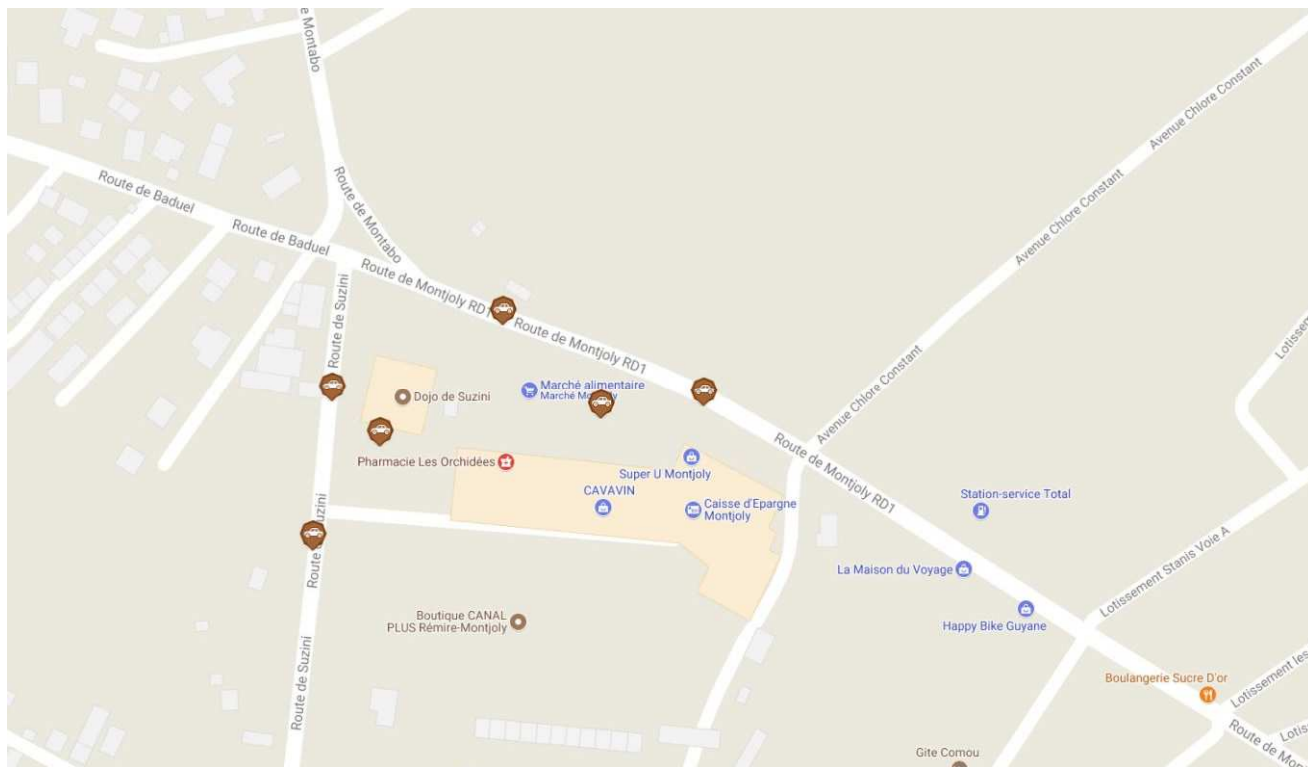 e Montabo
Avenue Chlore Constant
Route de Baduel
Route de Montabo
Route de Baduel
Avenue Chlore Constant
Route de Montjoly RD1
Route de Suzini
Route de Montjoly RD1
Lotissement
Avenue Chlore Constant
Marché alimentaire
Dojo de Suzini
Route de Montjoly RD1
Pharmacie Les Orchidées
Super U Montjoly
CAVAVIN
Caisse d'Epargne
Montjoly
Station-service Total
Route de Suzini
Lotissement Stanis Voie A
La Maison du Voyage
Boutique CANAL
PLUS Rémire-Montjoly
Happy Bike Guyane
Route de Suzini
Boulangerie Sucre D'or
Lotissement les
Lotis
Route de Mon
Gite Comou